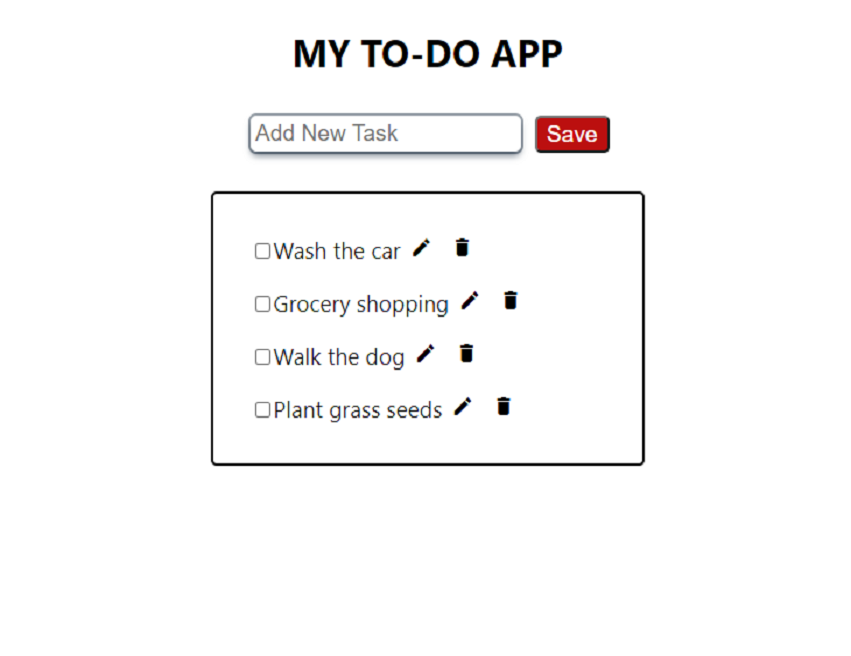 MY TO-DO APP
Add New Task
Save
Wash the car
Grocery shopping
Walk the dog
Plant grass seeds